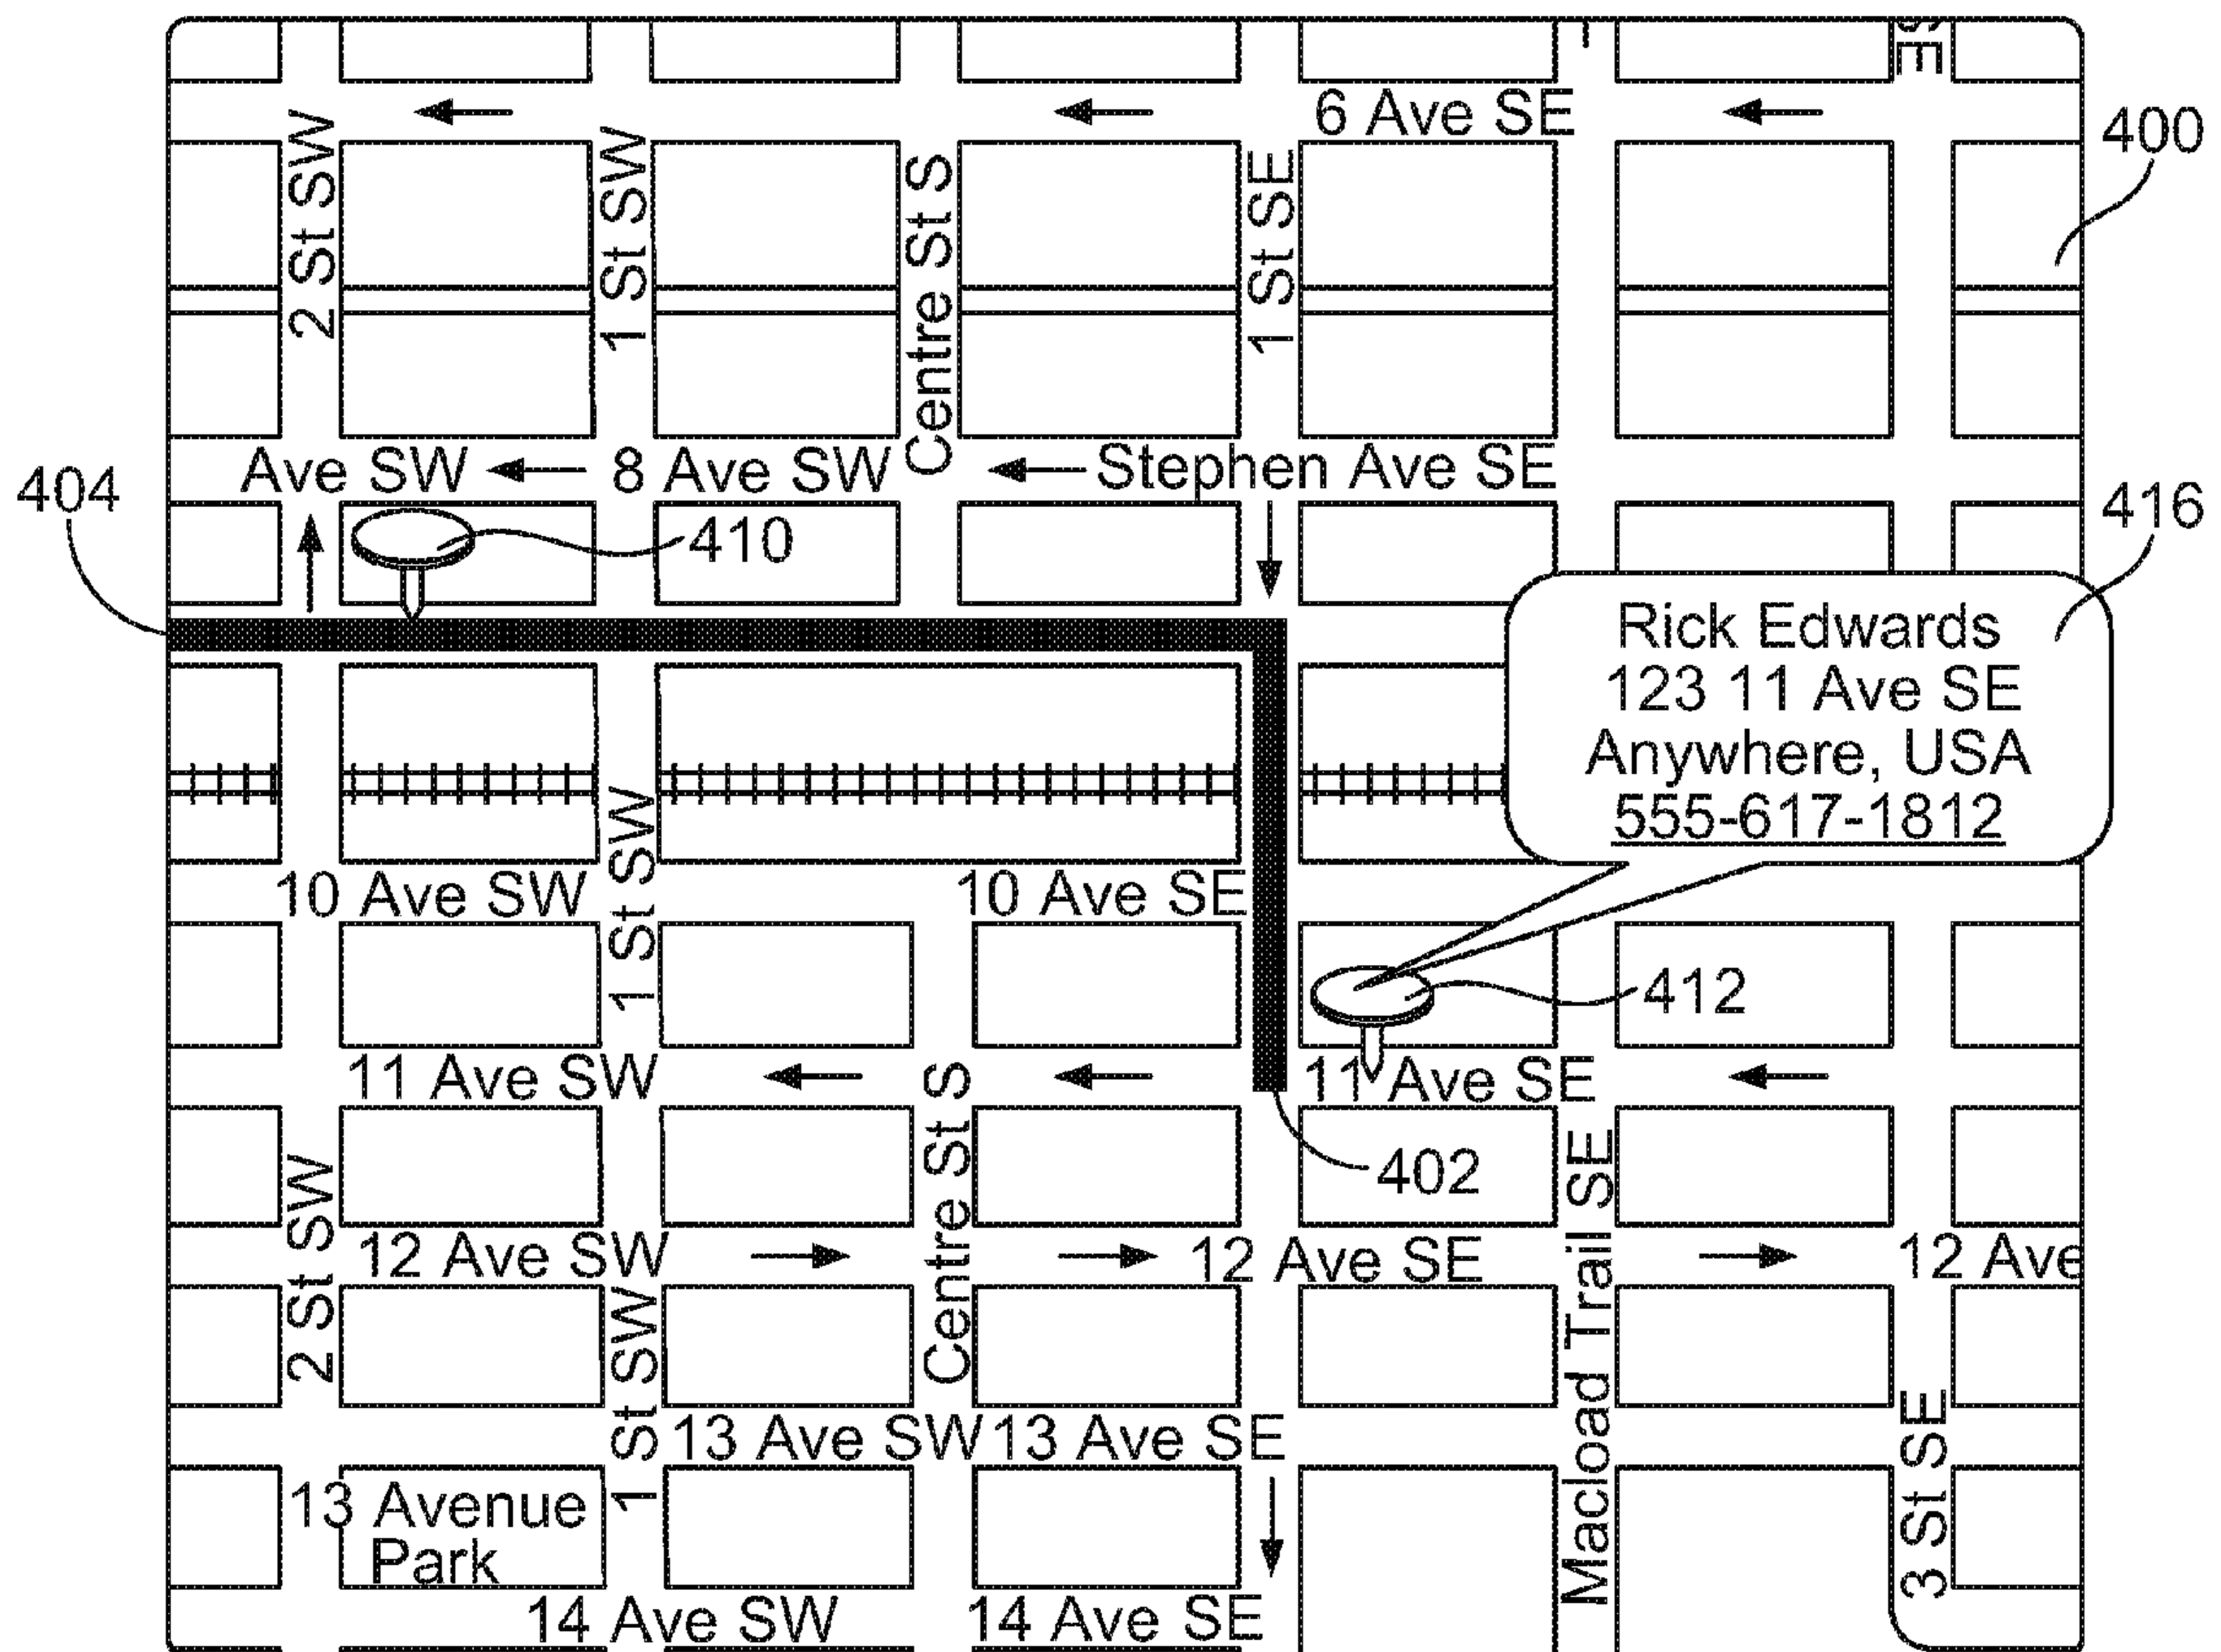 SE
6 Ave SE
400
2 St SW
1 St SW
Centre St S
1 St SE
Ave SW
8 Ave SW
Stephen Ave SE
404
410
416
Rick Edwards
123 11 Ave SE
Anywhere, USA
555-617-1812
1 St SW
10 Ave SW
10 Ave SE
412
11 Ave SW
11 Ave SE
402
2 St SW
Centre St S
Macload Trail SE
12 Ave SW
12 Ave SE
12 Ave
1 St SW
13 Ave SW
13 Ave SE
3 St SE
13 Avenue
Park
14 Ave SW
14 Ave SE